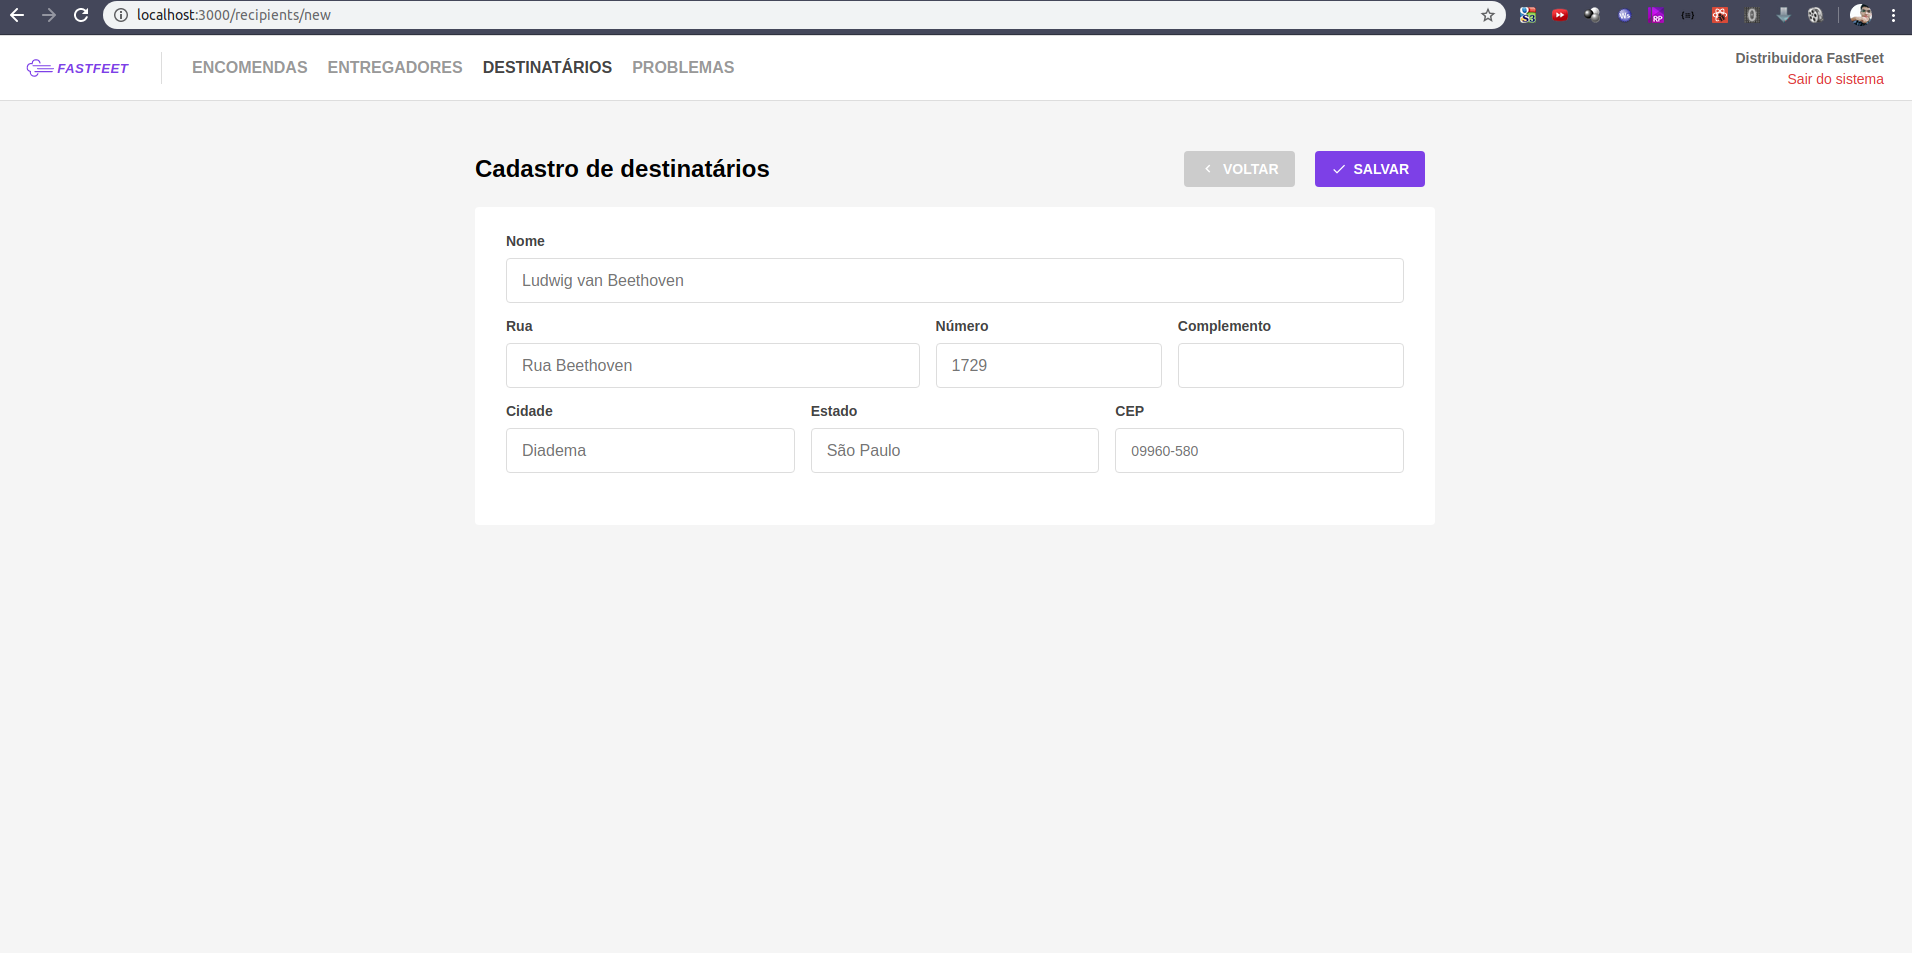 localhost:3000/recipients/new
FASTFEET
ENCOMENDAS ENTREGADORES DESTINATÁRIOS PROBLEMAS
Distribuidora FastFeet
Sair do sistema
Cadastro de destinatários
VOLTAR
SALVAR
Nome
Ludwig van Beethoven
Rua Número Complemento
Rua Beethoven 1729
Cidade Estado CEP
Diadema São Paulo 09960-580